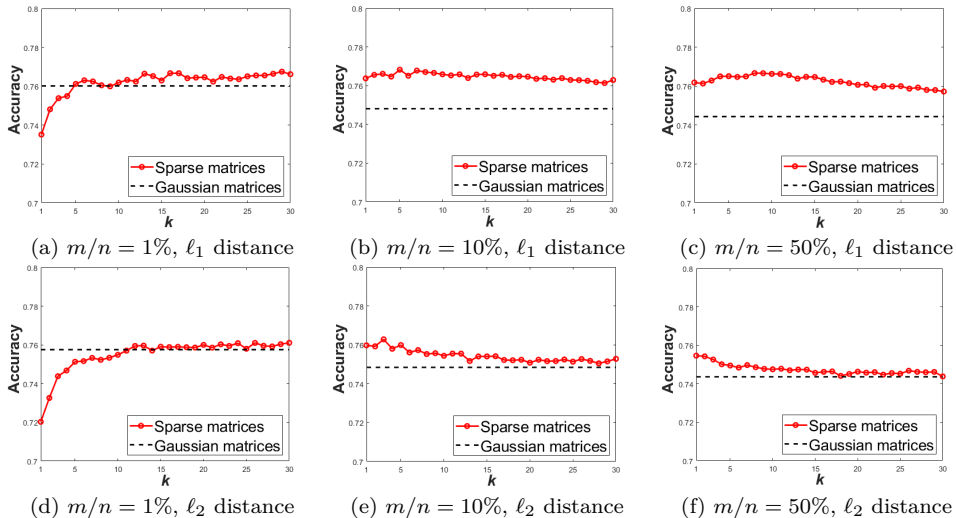 0.8
0.78
0.76
0.74
0.72
0.7
Accuracy
Sparse matrices
Gaussian matrices
1 5 10 15 20 25 30
k
(a) m/n = 1%, ℓ₁ distance
0.8
0.78
0.76
0.74
0.72
0.7
Accuracy
Sparse matrices
Gaussian matrices
1 5 10 15 20 25 30
k
(b) m/n = 10%, ℓ₁ distance
0.8
0.78
0.76
0.74
0.72
0.7
Accuracy
Sparse matrices
Gaussian matrices
1 5 10 15 20 25 30
k
(c) m/n = 50%, ℓ₁ distance
0.8
0.78
0.76
0.74
0.72
0.7
Accuracy
Sparse matrices
Gaussian matrices
1 5 10 15 20 25 30
k
(d) m/n = 1%, ℓ₂ distance
0.8
0.78
0.76
0.74
0.72
0.7
Accuracy
Sparse matrices
Gaussian matrices
1 5 10 15 20 25 30
k
(e) m/n = 10%, ℓ₂ distance
0.8
0.78
0.76
0.74
0.72
0.7
Accuracy
Sparse matrices
Gaussian matrices
1 5 10 15 20 25 30
k
(f) m/n = 50%, ℓ₂ distance